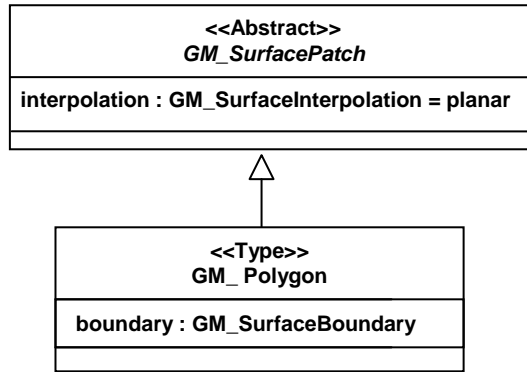 <<Abstract>>
GM_SurfacePatch
interpolation : GM_SurfaceInterpolation = planar
<<Type>>
GM_ Polygon
boundary : GM_SurfaceBoundary